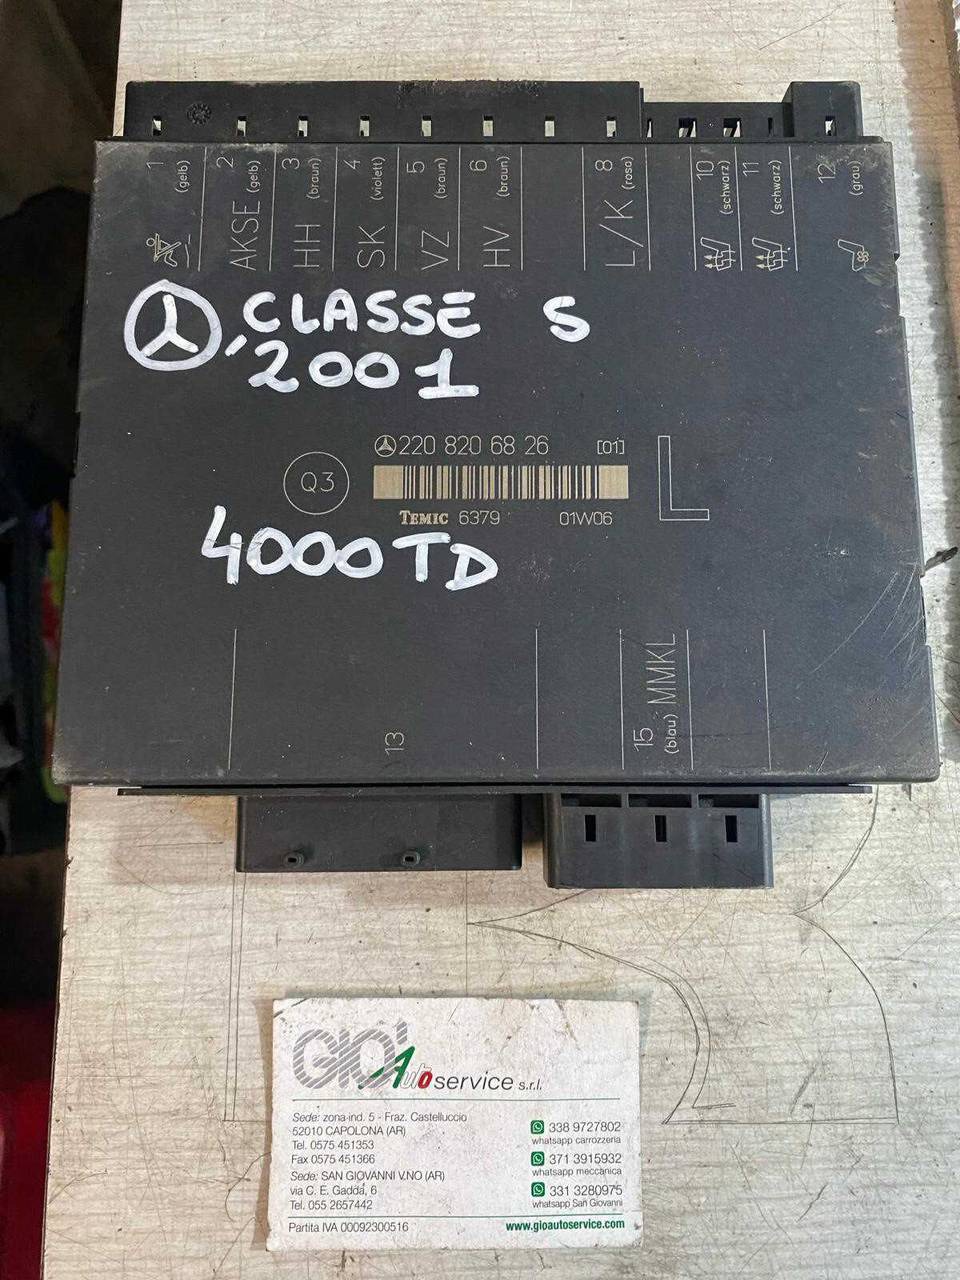 1 (gelb)
2 AKSE (gelb)
3 HH (braun)
4 SK (violett)
5 VZ (braun)
6 HV (braun)
8 L/K (rosa)
10 (schwarz)
11 (schwarz)
12 (grau)
CLASSE S
'2001
220 820 68 26 [01]
Q3
L
TEMIC 6379 01W06
4000TD
13
15 (blau) MMKL
GIO' Auto service s.r.l.
Sede: zona ind. 5 - Fraz. Castelluccio
52010 CAPOLONA (AR)
Tel. 0575 451353
Fax 0575 451366
Sede: SAN GIOVANNI V.NO (AR)
via C. E. Gadda, 6
Tel. 055 2657442
Partita IVA 00092300516
338 9727802
whatsapp carrozzeria
371 3915932
whatsapp meccanica
331 3280975
whatsapp San Giovanni
www.gioautoservice.com